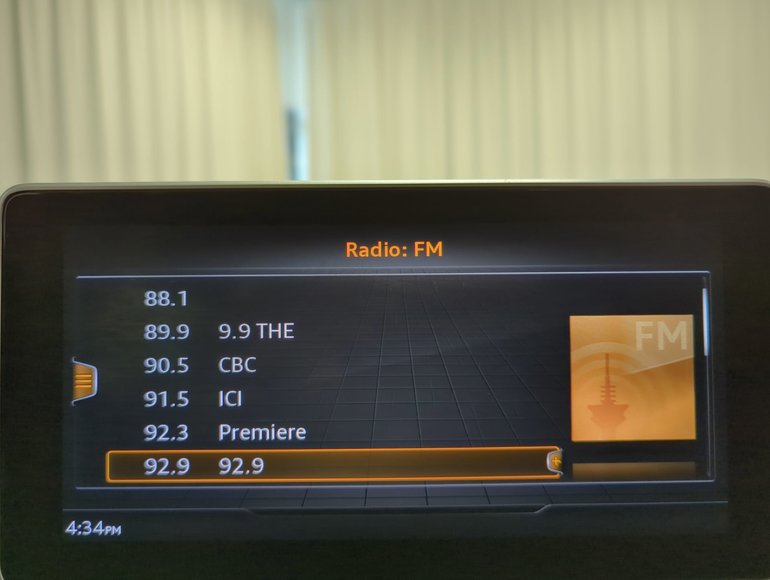 Radio: FM
88.1
89.9 9.9 THE
90.5 CBC
91.5 ICI
92.3 Premiere
92.9 92.9
FM
4:34PM